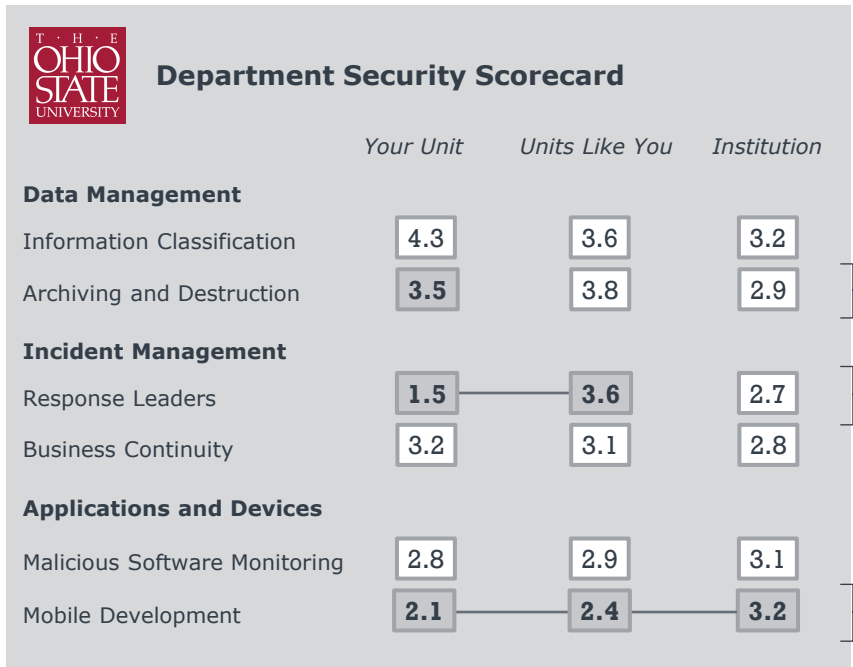 T · H · E
OHIO
STATE
UNIVERSITY
Department Security Scorecard
Your Unit Units Like You Institution
Data Management
Information Classification 4.3 3.6 3.2
Archiving and Destruction 3.5 3.8 2.9
Incident Management
Response Leaders 1.5 3.6 2.7
Business Continuity 3.2 3.1 2.8
Applications and Devices
Malicious Software Monitoring 2.8 2.9 3.1
Mobile Development 2.1 2.4 3.2